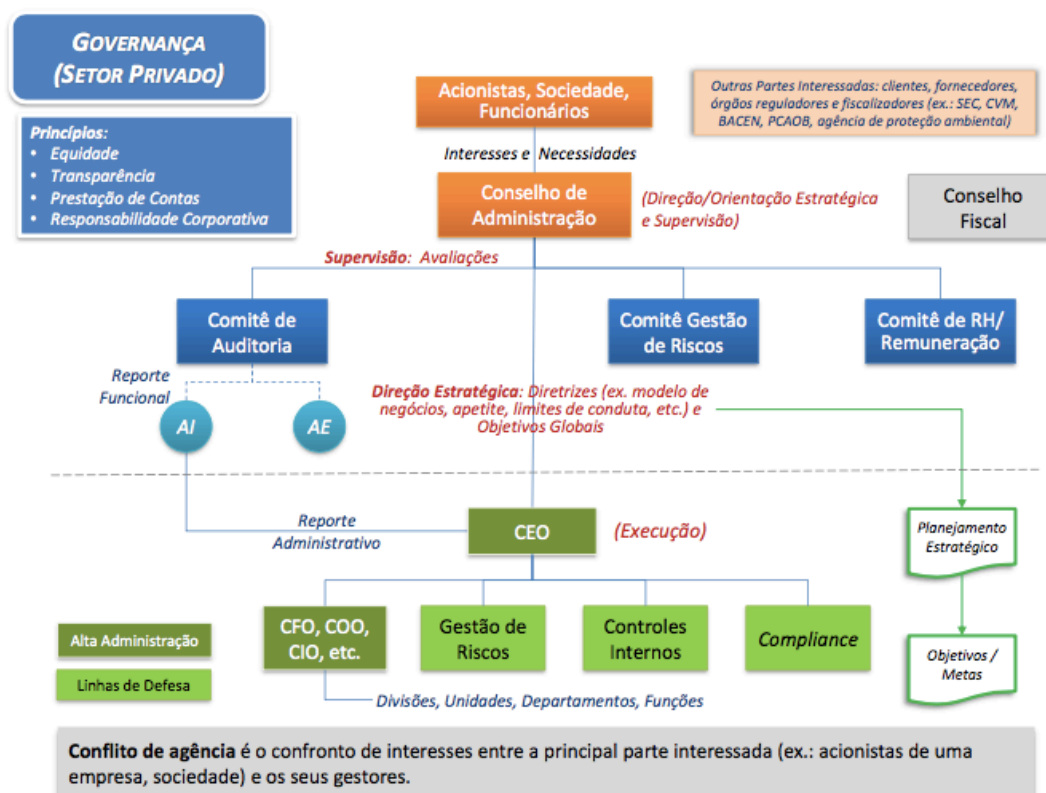 GOVERNANÇA
(SETOR PRIVADO)
Princípios:
• Equidade
• Transparência
• Prestação de Contas
• Responsabilidade Corporativa
Acionistas, Sociedade,
Funcionários
Outras Partes Interessadas: clientes, fornecedores,
órgãos reguladores e fiscalizadores (ex.: SEC, CVM,
BACEN, PCAOB, agência de proteção ambiental)
Interesses e Necessidades
Conselho de
Administração
(Direção/Orientação Estratégica
e Supervisão)
Conselho
Fiscal
Supervisão: Avaliações
Comitê de
Auditoria
Comitê Gestão
de Riscos
Comitê de RH/
Remuneração
Reporte
Funcional
AI
AE
Direção Estratégica: Diretrizes (ex. modelo de
negócios, apetite, limites de conduta, etc.) e
Objetivos Globais
Reporte
Administrativo
CEO
(Execução)
Planejamento
Estratégico
CFO, COO,
CIO, etc.
Gestão de
Riscos
Controles
Internos
Compliance
Objetivos /
Metas
Alta Administração
Linhas de Defesa
Divisões, Unidades, Departamentos, Funções
Conflito de agência é o confronto de interesses entre a principal parte interessada (ex.: acionistas de uma
empresa, sociedade) e os seus gestores.